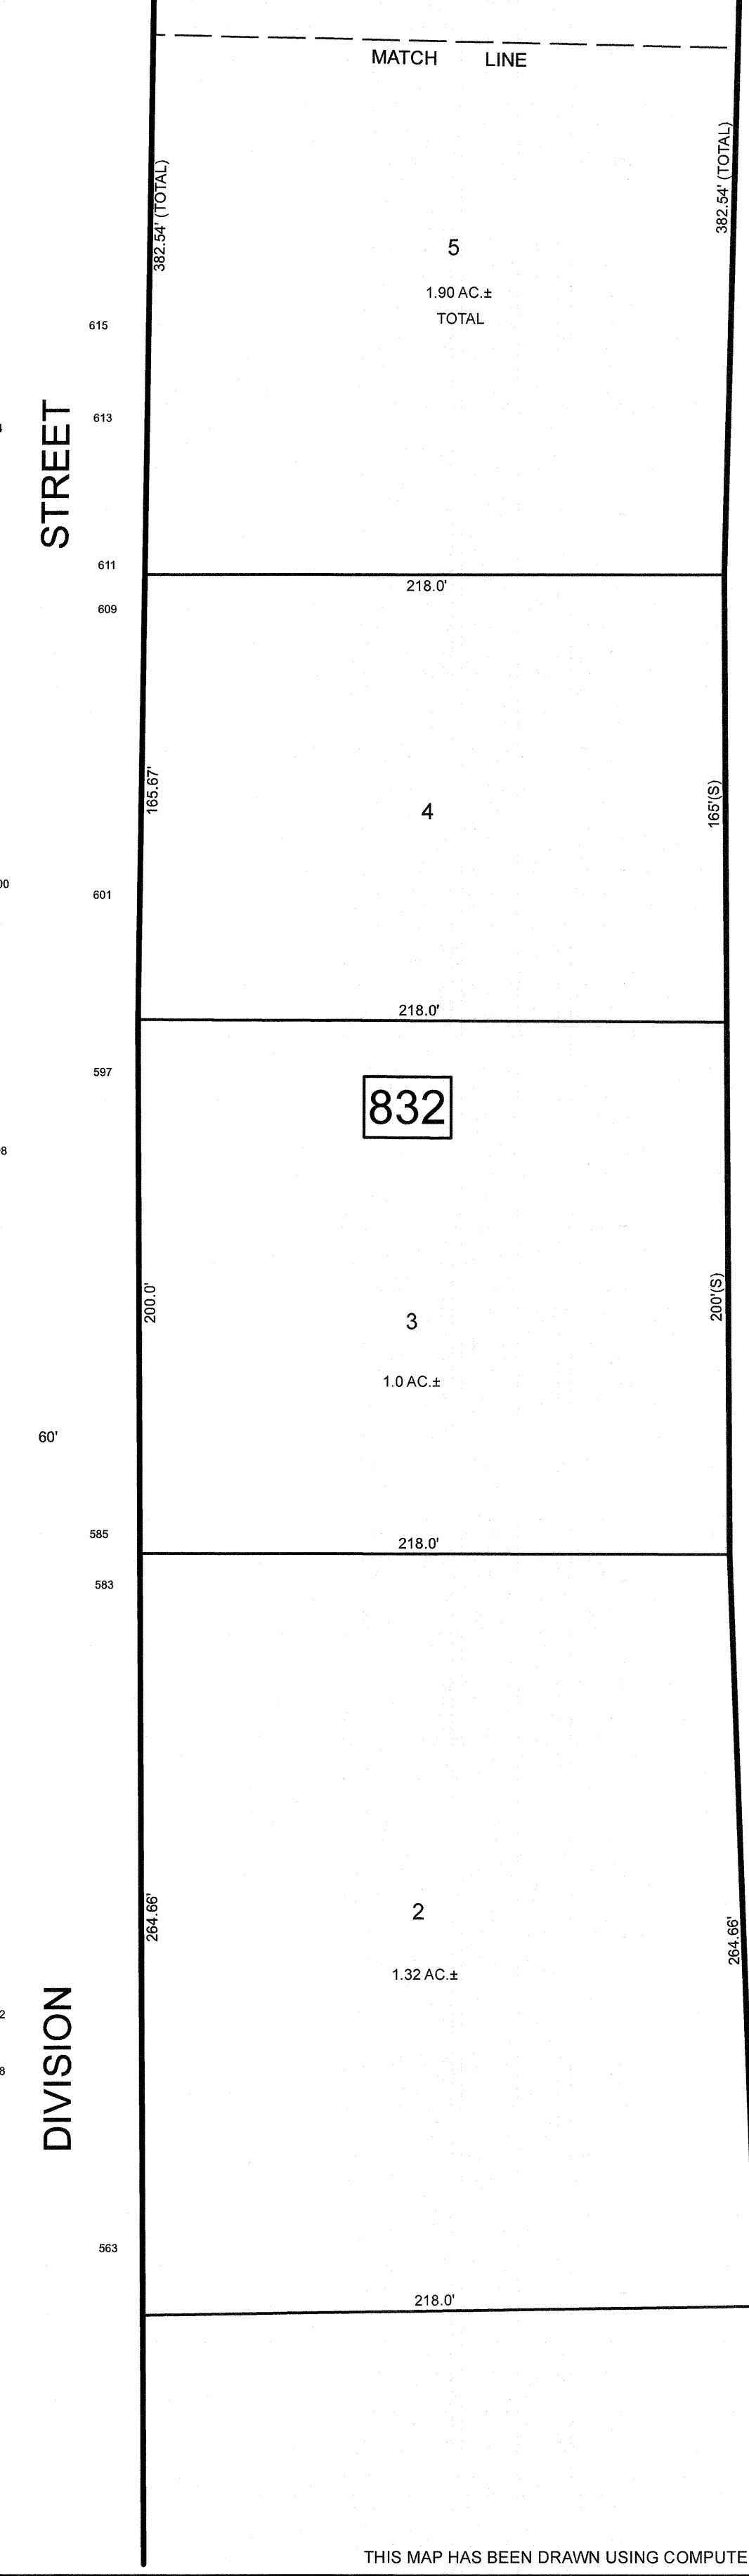 MATCH LINE
382.54' (TOTAL)
382.54' (TOTAL)
5
1.90 AC.±
TOTAL
615
613
STREET
611
218.0'
609
165.67'
165'(S)
4
601
218.0'
597
832
200.0'
200'(S)
3
1.0 AC.±
60'
585
218.0'
583
264.66'
264.66'
2
1.32 AC.±
DIVISION
563
218.0'
THIS MAP HAS BEEN DRAWN USING COMPUTE